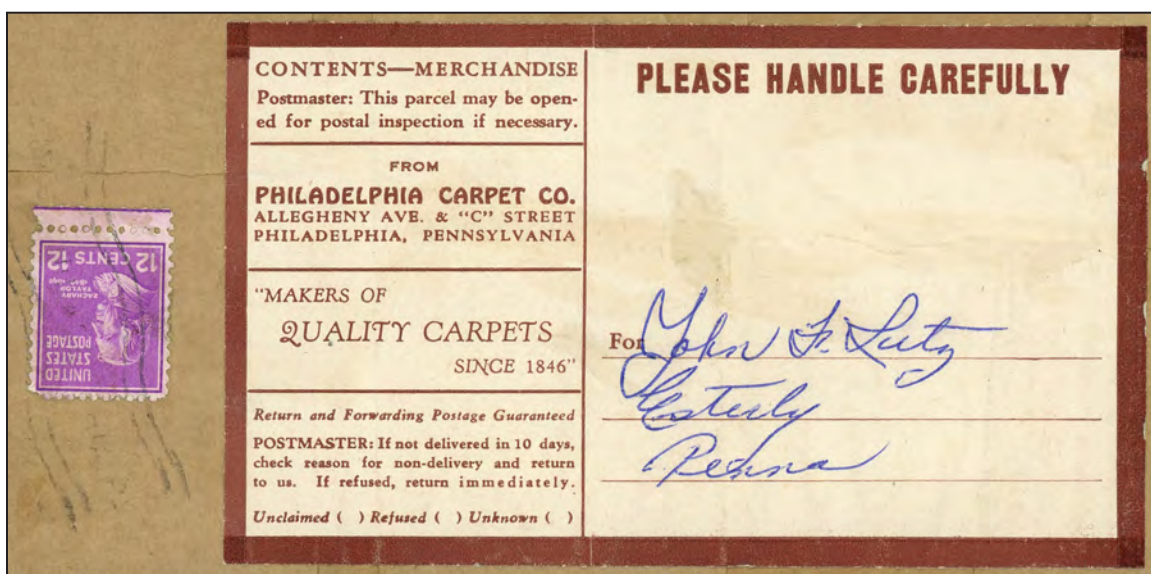 12 CENTS 12
ZACHARY
TAYLOR
UNITED
STATES
POSTAGE
CONTENTS—MERCHANDISE
Postmaster: This parcel may be open-
ed for postal inspection if necessary.
FROM
PHILADELPHIA CARPET CO.
ALLEGHENY AVE. & "C" STREET
PHILADELPHIA, PENNSYLVANIA
"MAKERS OF
QUALITY CARPETS
SINCE 1846"
Return and Forwarding Postage Guaranteed
POSTMASTER: If not delivered in 10 days,
check reason for non-delivery and return
to us. If refused, return immediately.
Unclaimed ( ) Refused ( ) Unknown ( )
PLEASE HANDLE CAREFULLY
For John F. Lutz
Esterly
Penna